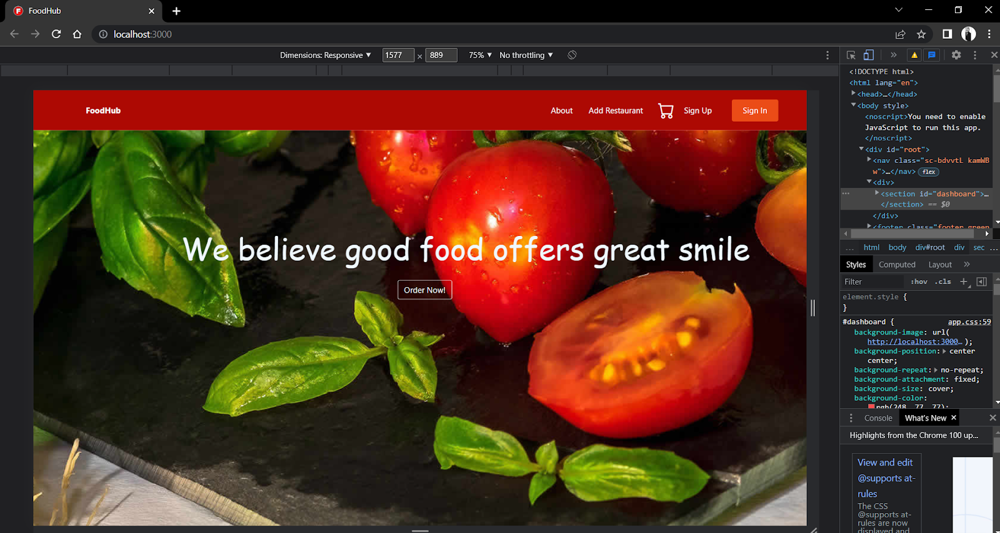 FoodHub
localhost:3000
Dimensions: Responsive ▼ 1577 × 889 75% ▼ No throttling ▼
FoodHub
About Add Restaurant Sign Up Sign In
We believe good food offers great smile
Order Now!
<!DOCTYPE html>
<html lang="en">
<head>…</head>
<body style>
<noscript>You need to enable
JavaScript to run this app.
</noscript>
<div id="root">
<nav class="sc-bdvvtL kamWB
w">…</nav> flex
<div>
<section id="dashboard">…
</section> == $0
</div>
<footer class="footer green
… html body div#root div sec …
Styles Computed Layout »
Filter :hov .cls +
element.style {
}
#dashboard { app.css:59
background-image: url(
http://localhost:3000… );
background-position: center
center;
background-repeat: no-repeat;
background-attachment: fixed;
background-size: cover;
background-color:
rgb(248, 77, 77);
Console What's New ×
Highlights from the Chrome 100 up...
View and edit
@supports at-
rules
The CSS
@supports at-
rules are now
displayed and